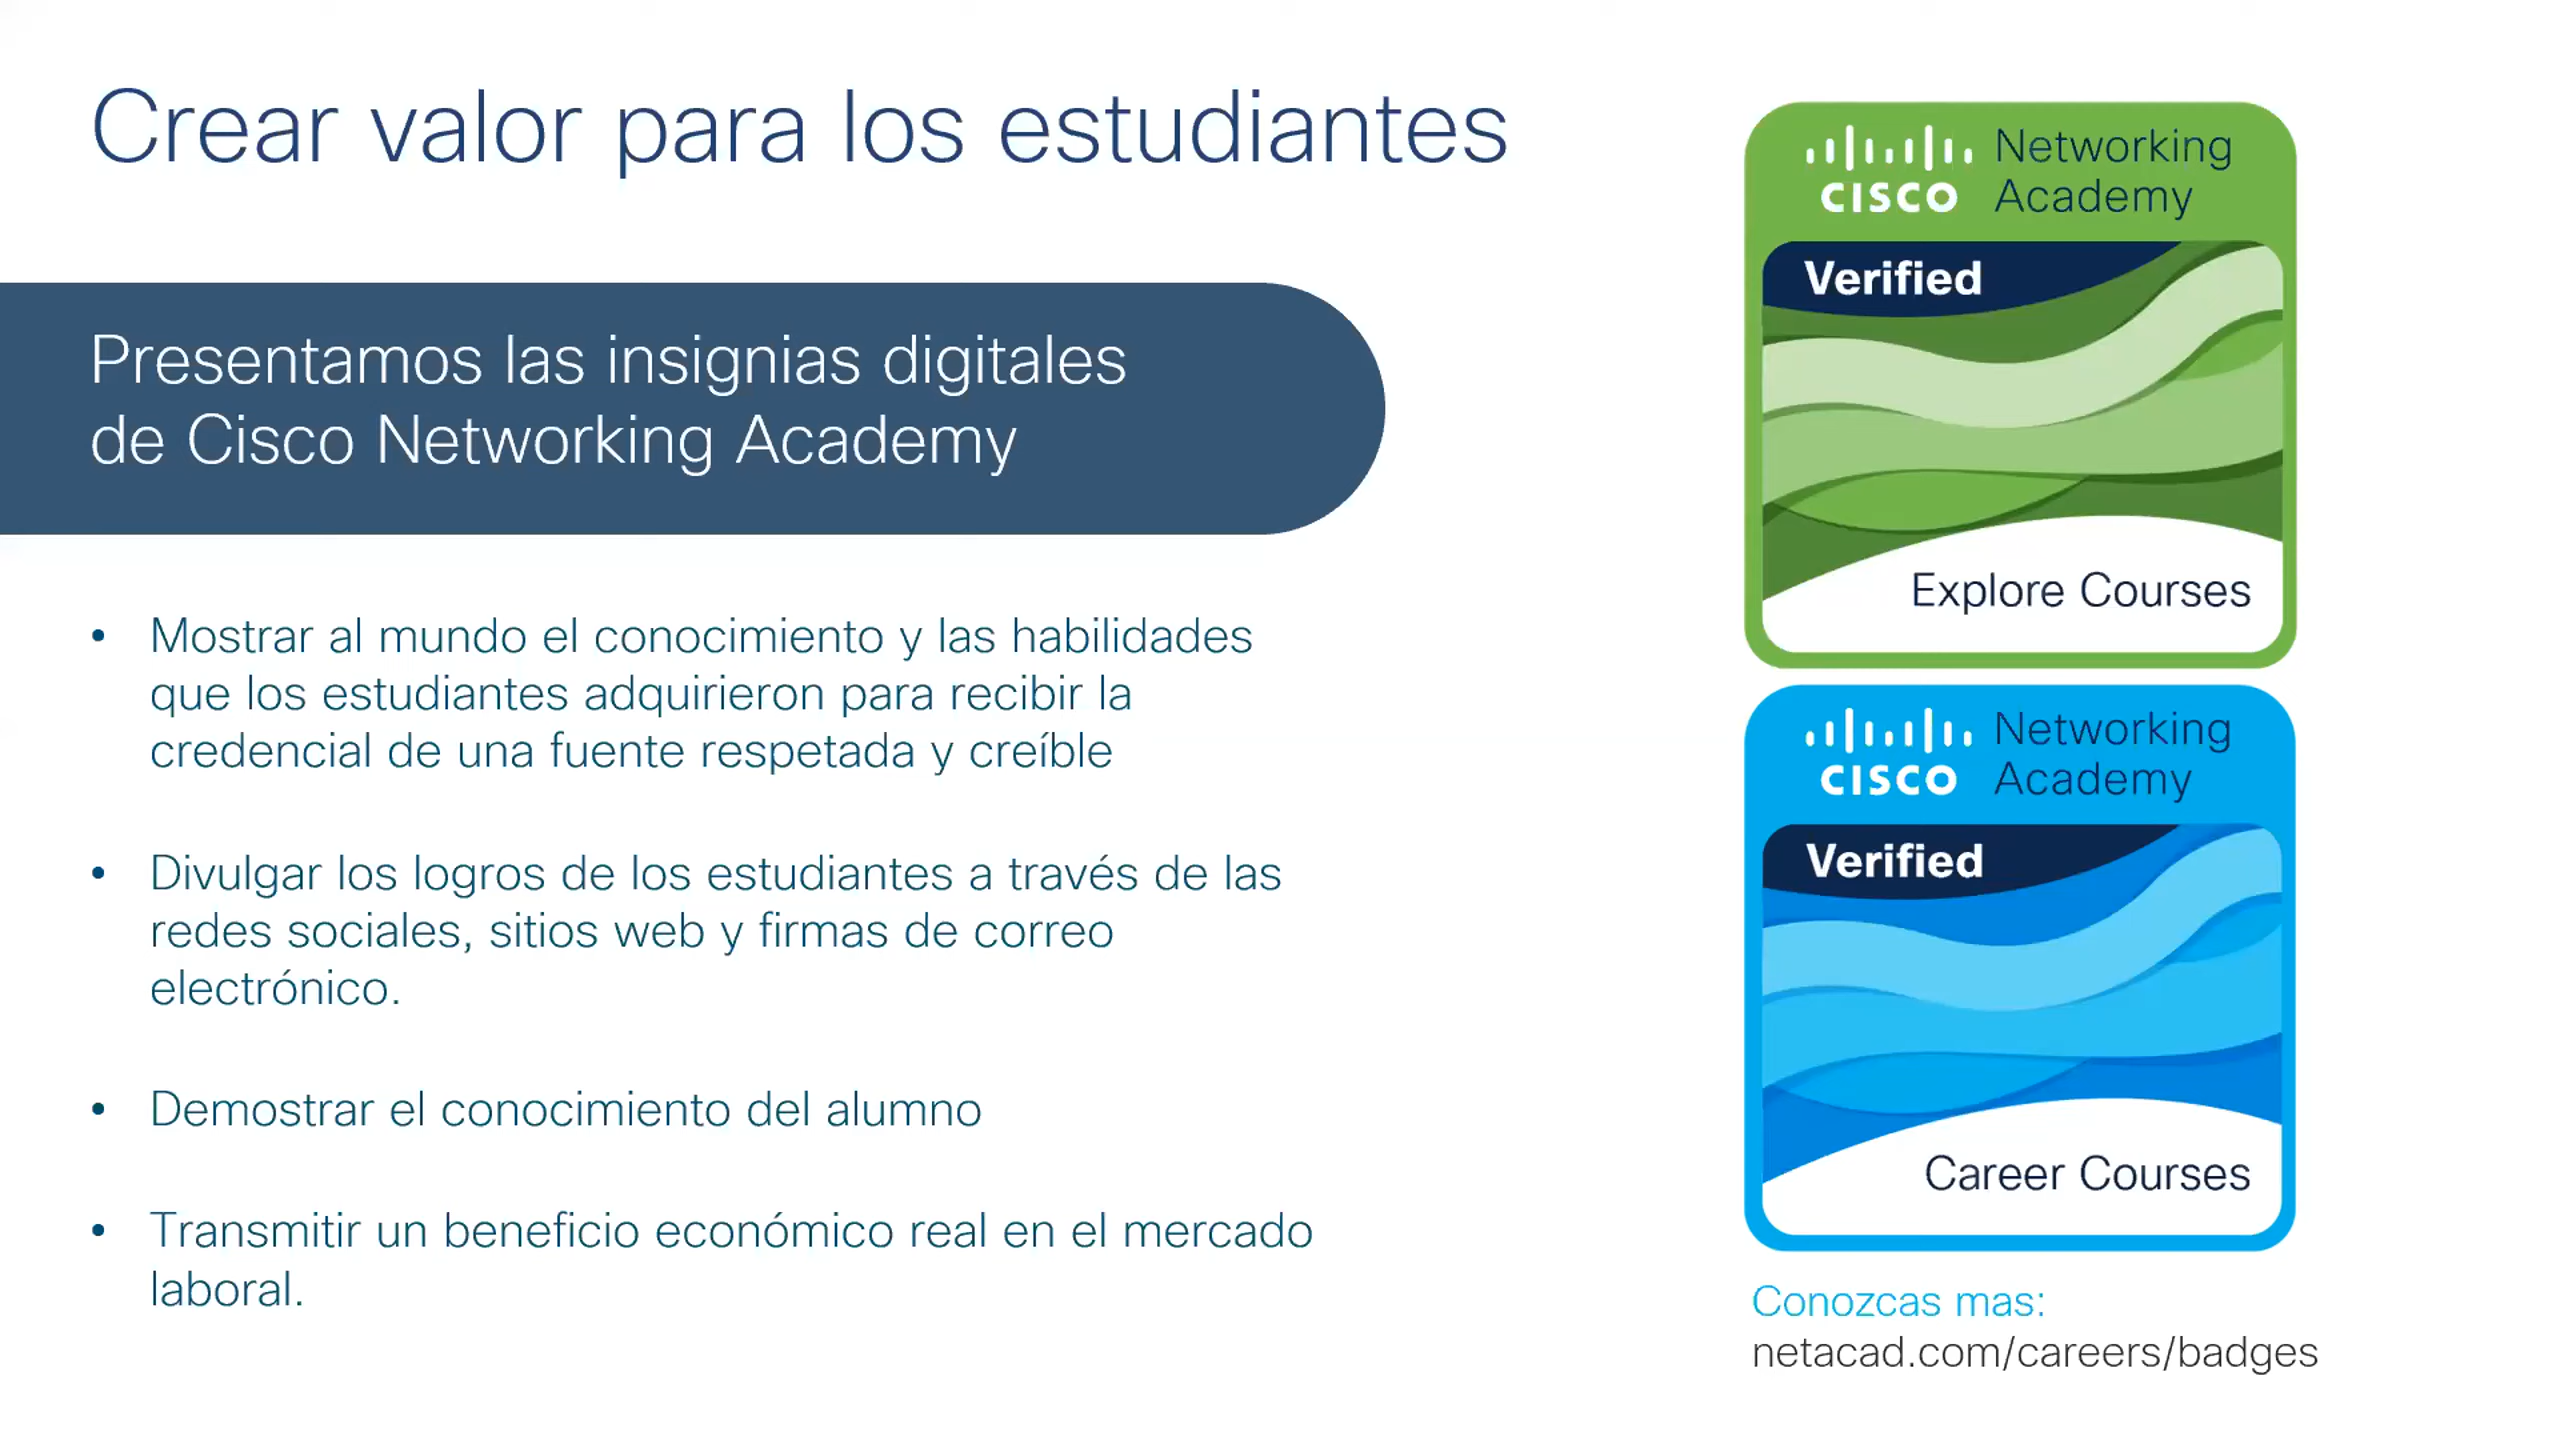 Crear valor para los estudiantes
Presentamos las insignias digitales
de Cisco Networking Academy
• Mostrar al mundo el conocimiento y las habilidades
que los estudiantes adquirieron para recibir la
credencial de una fuente respetada y creíble
• Divulgar los logros de los estudiantes a través de las
redes sociales, sitios web y firmas de correo
electrónico.
• Demostrar el conocimiento del alumno
• Transmitir un beneficio económico real en el mercado
laboral.
Networking
CISCO Academy
Verified
Explore Courses
Networking
CISCO Academy
Verified
Career Courses
Conozcas mas:
netacad.com/careers/badges